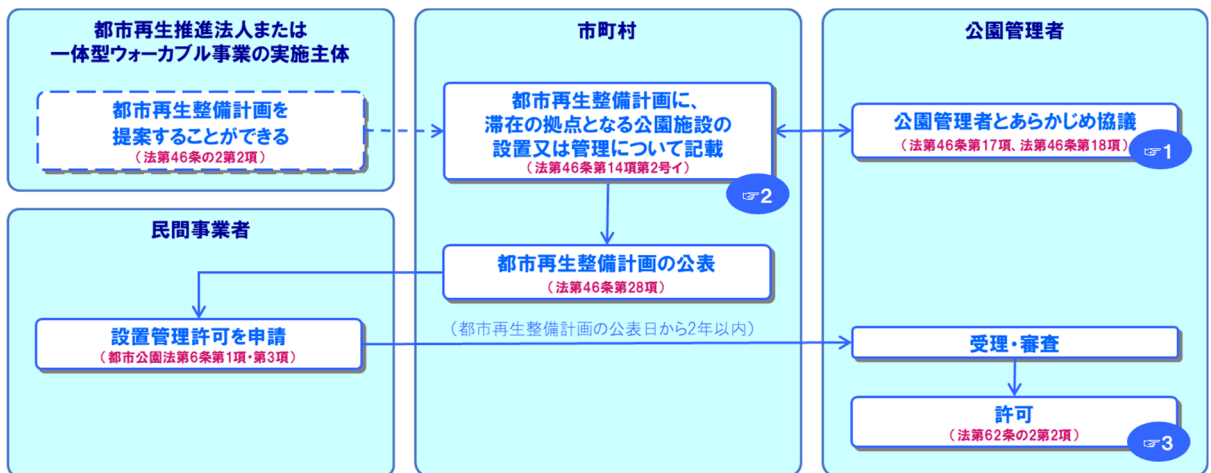 都市再生推進法人または
一体型ウォーカブル事業の実施主体
都市再生整備計画を
提案することができる
（法第46条の2第2項）
市町村
都市再生整備計画に、
滞在の拠点となる公園施設の
設置又は管理について記載
（法第46条第14項第2号イ）
☞2
公園管理者
公園管理者とあらかじめ協議
（法第46条第17項、法第46条第18項）
☞1
民間事業者
都市再生整備計画の公表
（法第46条第28項）
設置管理許可を申請
（都市公園法第6条第1項・第3項）
（都市再生整備計画の公表日から2年以内）
受理・審査
許可
（法第62条の2第2項）
☞3